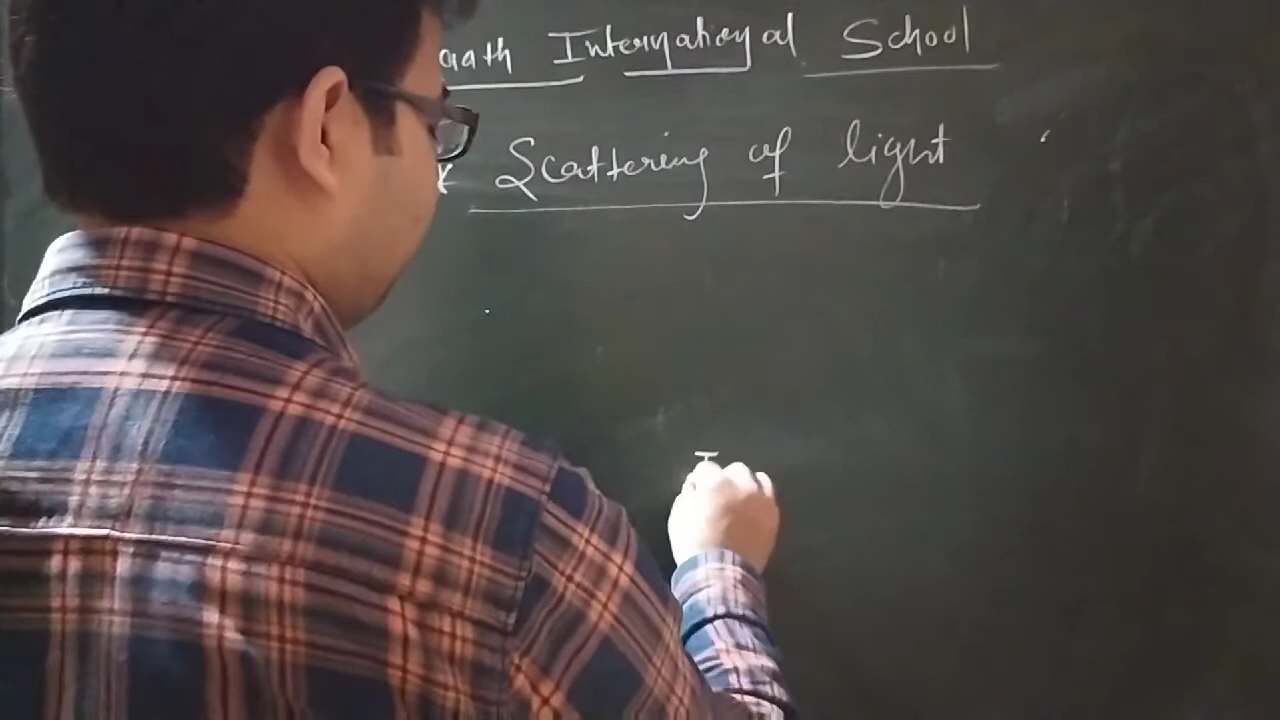 aath International School
* Scattering of light
I